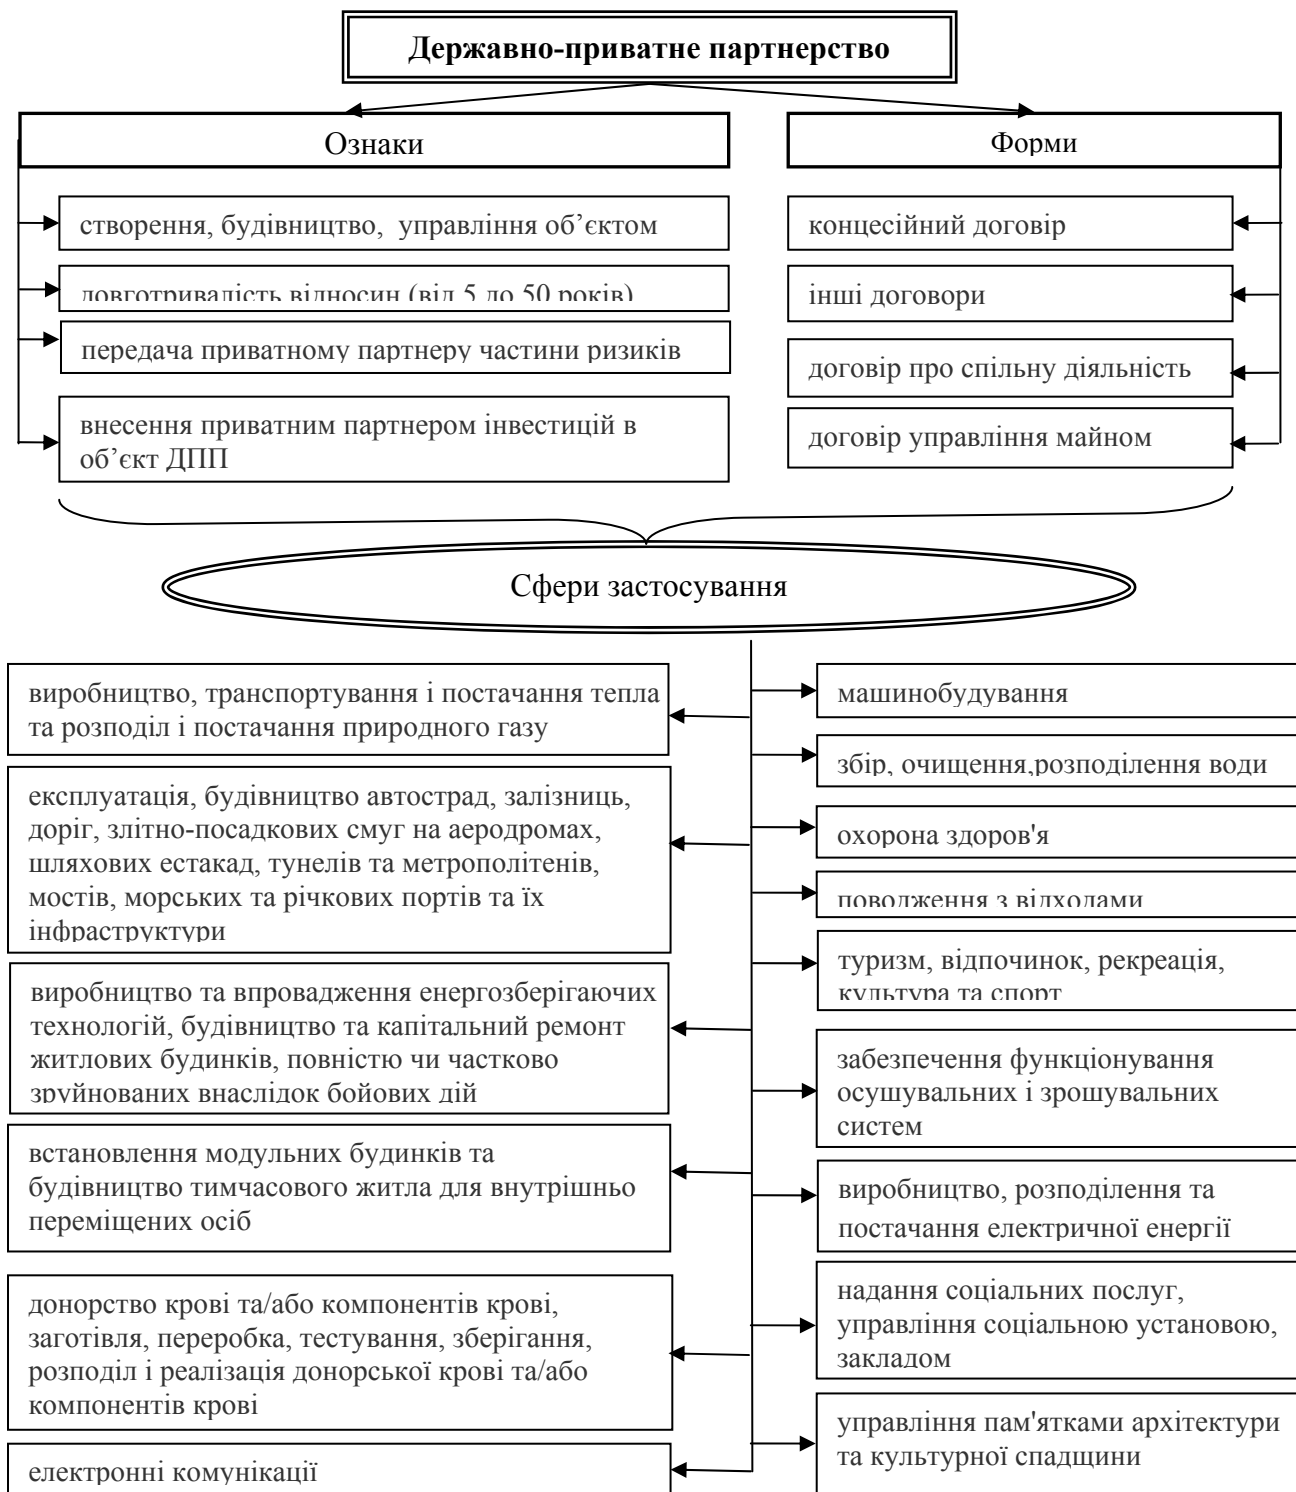 Державно-приватне партнерство
Ознаки
створення, будівництво, управління об’єктом
довготривалість відносин (від 5 до 50 років)
передача приватному партнеру частини ризиків
внесення приватним партнером інвестицій в
об’єкт ДПП
Форми
концесійний договір
інші договори
договір про спільну діяльність
договір управління майном
Сфери застосування
виробництво, транспортування і постачання тепла
та розподіл і постачання природного газу
експлуатація, будівництво автострад, залізниць,
доріг, злітно-посадкових смуг на аеродромах,
шляхових естакад, тунелів та метрополітенів,
мостів, морських та річкових портів та їх
інфраструктури
виробництво та впровадження енергозберігаючих
технологій, будівництво та капітальний ремонт
житлових будинків, повністю чи частково
зруйнованих внаслідок бойових дій
встановлення модульних будинків та
будівництво тимчасового житла для внутрішньо
переміщених осіб
донорство крові та/або компонентів крові,
заготівля, переробка, тестування, зберігання,
розподіл і реалізація донорської крові та/або
компонентів крові
електронні комунікації
машинобудування
збір, очищення,розподілення води
охорона здоров'я
поводження з відходами
туризм, відпочинок, рекреація,
культура та спорт
забезпечення функціонування
осушувальних і зрошувальних
систем
виробництво, розподілення та
постачання електричної енергії
надання соціальних послуг,
управління соціальною установою,
закладом
управління пам'ятками архітектури
та культурної спадщини